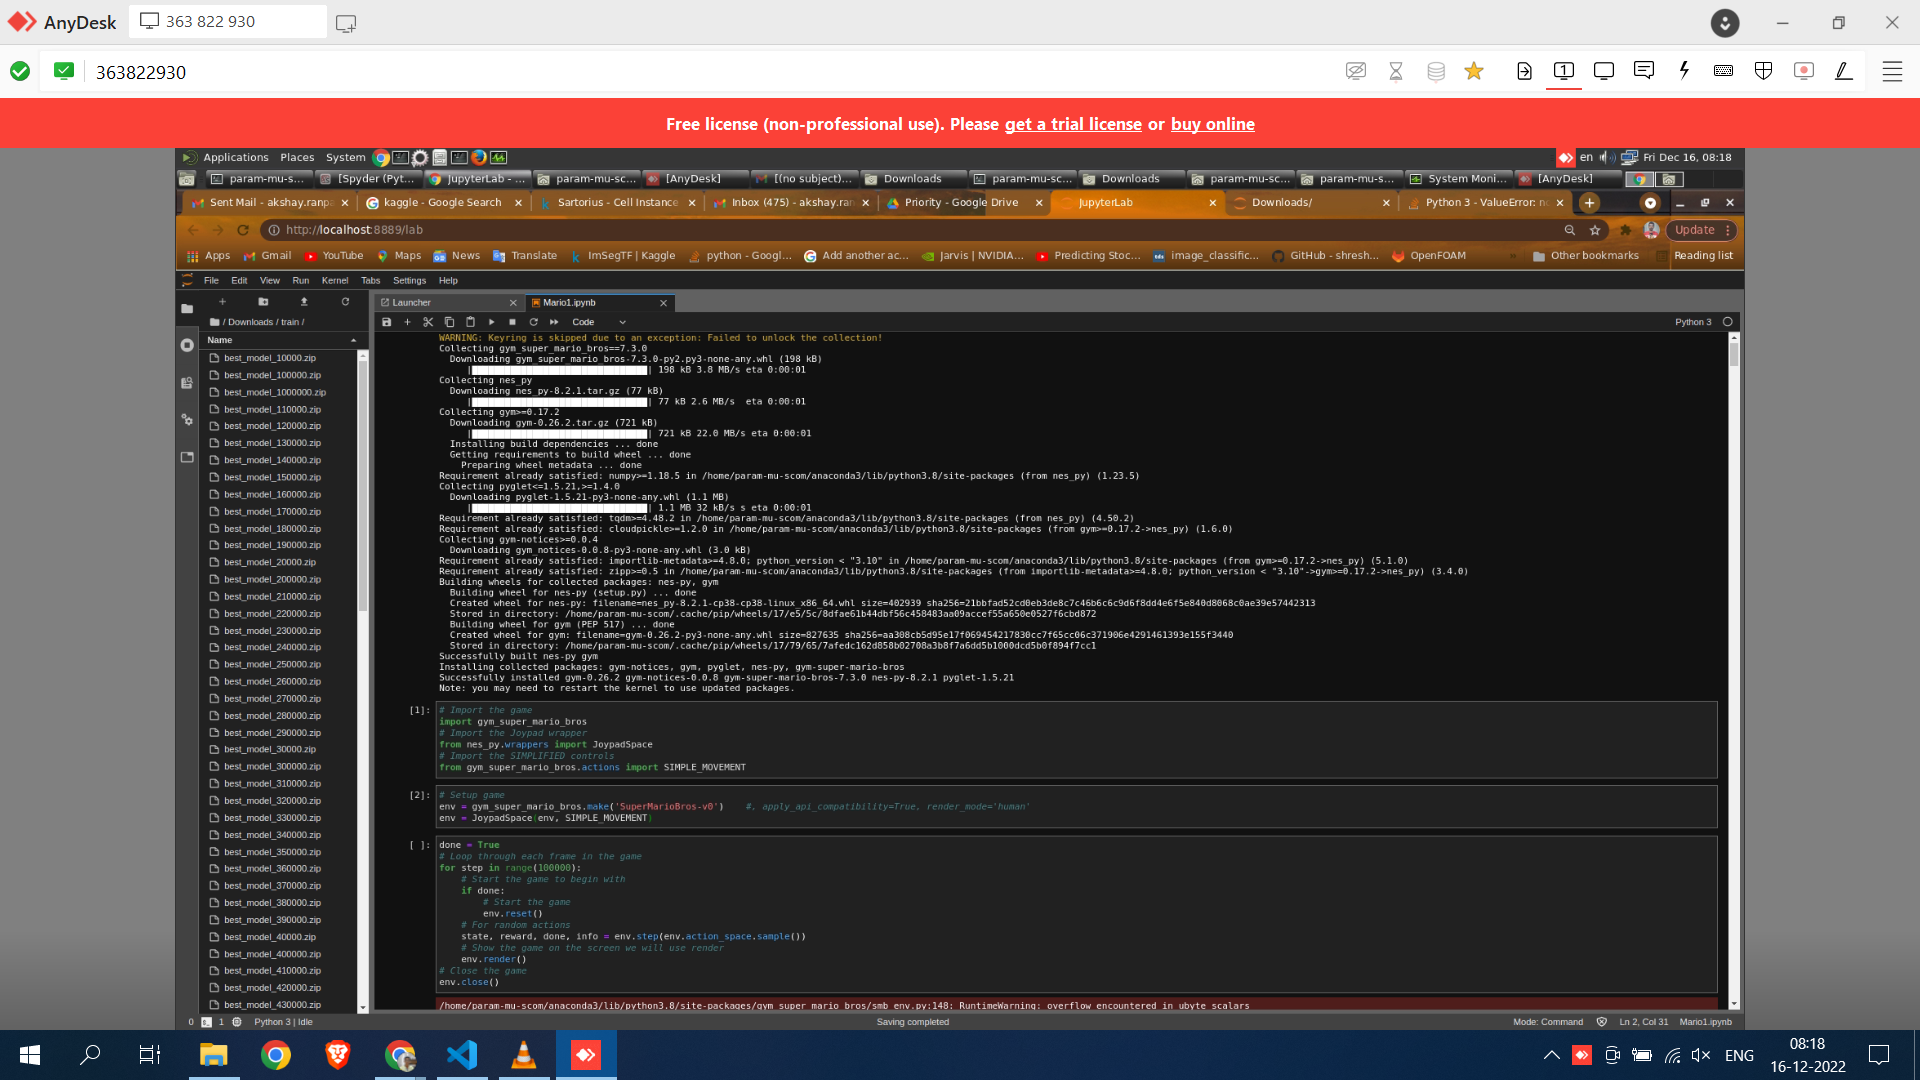 AnyDesk
363 822 930
363822930
Free license (non-professional use). Please get a trial license or buy online
Applications Places System
en Fri Dec 16, 08:18
param-mu-s... [Spyder (Pyt... JupyterLab - ... param-mu-sc... [AnyDesk] [(no subject)... Downloads param-mu-sc... Downloads param-mu-sc... param-mu-s... System Moni... [AnyDesk]
Sent Mail - akshay.ranpa kaggle - Google Search Sartorius - Cell Instance Inbox (475) - akshay.ran Priority - Google Drive JupyterLab Downloads/ Python 3 - ValueError: no
http://localhost:8889/lab
Update
Apps Gmail YouTube Maps News Translate ImSegTF | Kaggle python - Googl... Add another ac... Jarvis | NVIDIA... Predicting Stoc... image_classific... GitHub - shresh... OpenFOAM Other bookmarks Reading list
File Edit View Run Kernel Tabs Settings Help
Launcher
Mario1.ipynb
/ Downloads / train /
Code
Python 3
Name
best_model_10000.zip
best_model_100000.zip
best_model_1000000.zip
best_model_110000.zip
best_model_120000.zip
best_model_130000.zip
best_model_140000.zip
best_model_150000.zip
best_model_160000.zip
best_model_170000.zip
best_model_180000.zip
best_model_190000.zip
best_model_20000.zip
best_model_200000.zip
best_model_210000.zip
best_model_220000.zip
best_model_230000.zip
best_model_240000.zip
best_model_250000.zip
best_model_260000.zip
best_model_270000.zip
best_model_280000.zip
best_model_290000.zip
best_model_30000.zip
best_model_300000.zip
best_model_310000.zip
best_model_320000.zip
best_model_330000.zip
best_model_340000.zip
best_model_350000.zip
best_model_360000.zip
best_model_370000.zip
best_model_380000.zip
best_model_390000.zip
best_model_40000.zip
best_model_400000.zip
best_model_410000.zip
best_model_420000.zip
best_model_430000.zip
WARNING: Keyring is skipped due to an exception: Failed to unlock the collection!
Collecting gym_super_mario_bros==7.3.0
Downloading gym_super_mario_bros-7.3.0-py2.py3-none-any.whl (198 kB)
| | 198 kB 3.8 MB/s eta 0:00:01
Collecting nes_py
Downloading nes_py-8.2.1.tar.gz (77 kB)
| | 77 kB 2.6 MB/s eta 0:00:01
Collecting gym>=0.17.2
Downloading gym-0.26.2.tar.gz (721 kB)
| | 721 kB 22.0 MB/s eta 0:00:01
Installing build dependencies ... done
Getting requirements to build wheel ... done
Preparing wheel metadata ... done
Requirement already satisfied: numpy>=1.18.5 in /home/param-mu-scom/anaconda3/lib/python3.8/site-packages (from nes_py) (1.23.5)
Collecting pyglet<=1.5.21,>=1.4.0
Downloading pyglet-1.5.21-py3-none-any.whl (1.1 MB)
| | 1.1 MB 32 kB/s s eta 0:00:01
Requirement already satisfied: tqdm>=4.48.2 in /home/param-mu-scom/anaconda3/lib/python3.8/site-packages (from nes_py) (4.50.2)
Requirement already satisfied: cloudpickle>=1.2.0 in /home/param-mu-scom/anaconda3/lib/python3.8/site-packages (from gym>=0.17.2->nes_py) (1.6.0)
Collecting gym-notices>=0.0.4
Downloading gym_notices-0.0.8-py3-none-any.whl (3.0 kB)
Requirement already satisfied: importlib-metadata>=4.8.0; python_version < "3.10" in /home/param-mu-scom/anaconda3/lib/python3.8/site-packages (from gym>=0.17.2->nes_py) (5.1.0)
Requirement already satisfied: zipp>=0.5 in /home/param-mu-scom/anaconda3/lib/python3.8/site-packages (from importlib-metadata>=4.8.0; python_version < "3.10"->gym>=0.17.2->nes_py) (3.4.0)
Building wheels for collected packages: nes-py, gym
Building wheel for nes-py (setup.py) ... done
Created wheel for nes-py: filename=nes_py-8.2.1-cp38-cp38-linux_x86_64.whl size=402939 sha256=21bbfad52cd0eb3de8c7c46b6c6c9d6f8dd4e6f5e840d8068c0ae39e57442313
Stored in directory: /home/param-mu-scom/.cache/pip/wheels/17/e5/5c/8dfae61b44dbf56c458483aa09accef55a650e0527f6cbd872
Building wheel for gym (PEP 517) ... done
Created wheel for gym: filename=gym-0.26.2-py3-none-any.whl size=827635 sha256=aa308cb5d95e17f069454217830cc7f65cc06c371906e4291461393e155f3440
Stored in directory: /home/param-mu-scom/.cache/pip/wheels/17/79/65/7afedc162d858b02708a3b8f7a6dd5b1000dcd5b0f894f7cc1
Successfully built nes-py gym
Installing collected packages: gym-notices, gym, pyglet, nes-py, gym-super-mario-bros
Successfully installed gym-0.26.2 gym-notices-0.0.8 gym-super-mario-bros-7.3.0 nes-py-8.2.1 pyglet-1.5.21
Note: you may need to restart the kernel to use updated packages.
[1]: # Import the game
import gym_super_mario_bros
# Import the Joypad wrapper
from nes_py.wrappers import JoypadSpace
# Import the SIMPLIFIED controls
from gym_super_mario_bros.actions import SIMPLE_MOVEMENT
[2]: # Setup game
env = gym_super_mario_bros.make('SuperMarioBros-v0') #, apply_api_compatibility=True, render_mode='human'
env = JoypadSpace(env, SIMPLE_MOVEMENT)
[ ]: done = True
# Loop through each frame in the game
for step in range(100000):
# Start the game to begin with
if done:
# Start the game
env.reset()
# For random actions
state, reward, done, info = env.step(env.action_space.sample())
# Show the game on the screen we will use render
env.render()
# Close the game
env.close()
/home/param-mu-scom/anaconda3/lib/python3.8/site-packages/gym_super_mario_bros/smb_env.py:148: RuntimeWarning: overflow encountered in ubyte_scalars
0 1 Python 3 | Idle
Saving completed
Mode: Command Ln 2, Col 31 Mario1.ipynb
ENG
08:18
16-12-2022